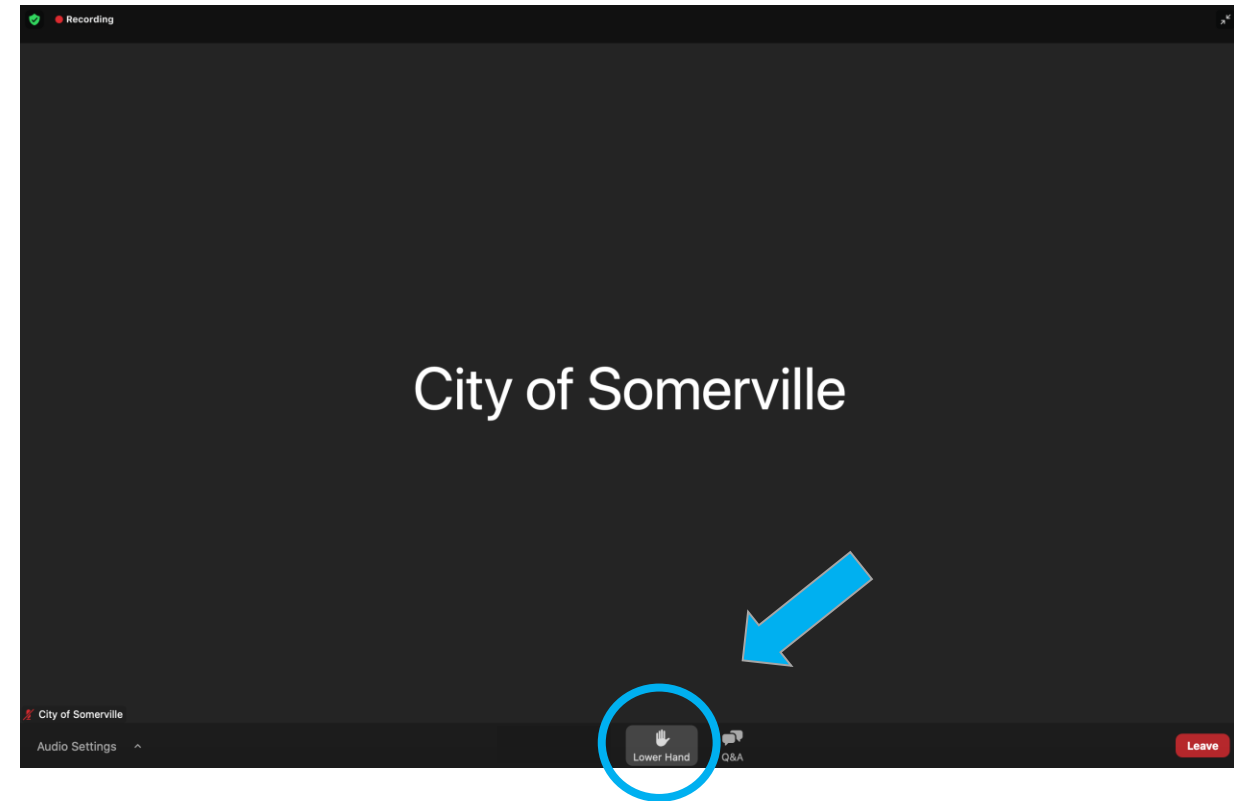 Recording
City of Somerville
City of Somerville
Audio Settings
Lower Hand
Q&A
Leave